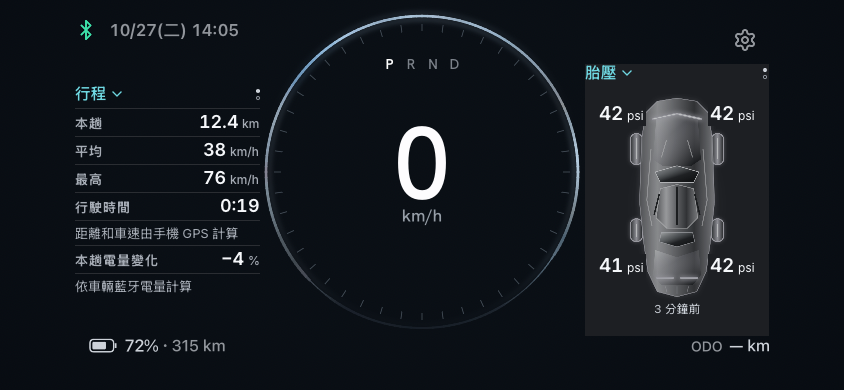 10/27(二) 14:05
P R N D
行程
本趟 12.4 km
平均 38 km/h
最高 76 km/h
行駛時間 0:19
距離和車速由手機 GPS 計算
本趟電量變化 −4 %
依車輛藍牙電量計算
0
km/h
胎壓
42 psi 42 psi
41 psi 42 psi
3 分鐘前
72% · 315 km
ODO — km